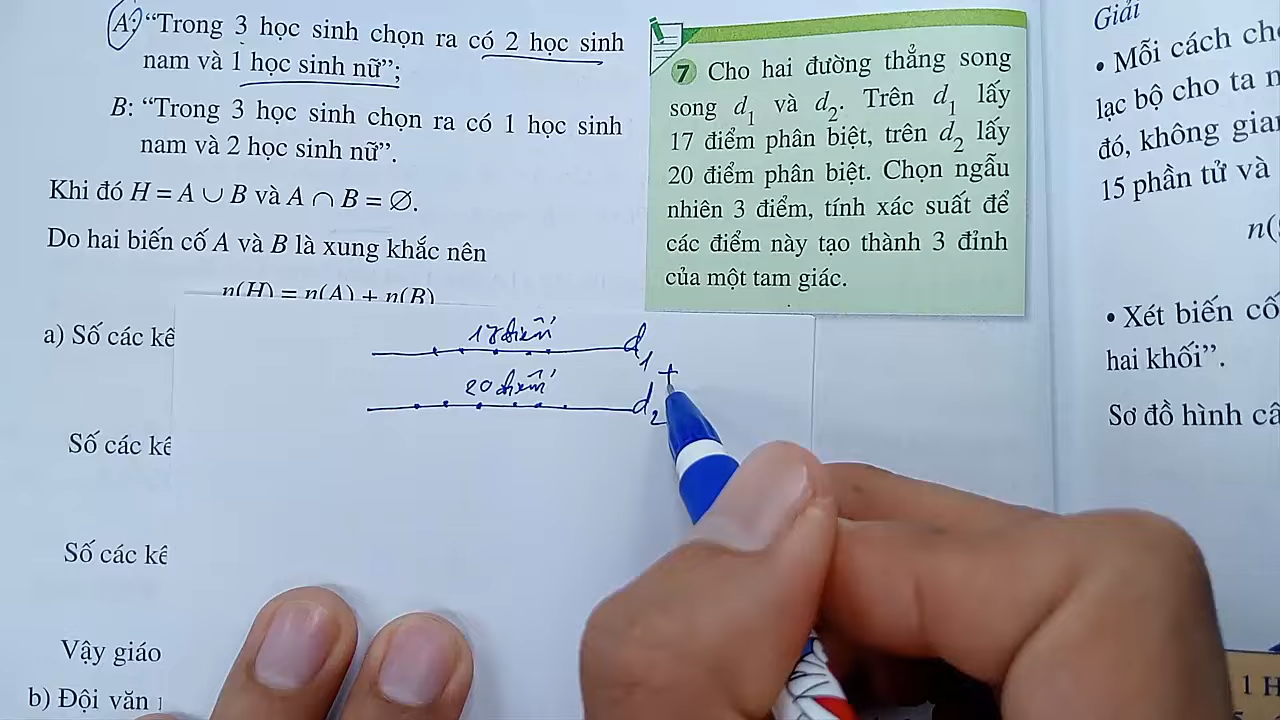 A: “Trong 3 học sinh chọn ra có 2 học sinh
nam và 1 học sinh nữ”;
B: “Trong 3 học sinh chọn ra có 1 học sinh
nam và 2 học sinh nữ”.
Khi đó H = A ∪ B và A ∩ B = ∅.
Do hai biến cố A và B là xung khắc nên
n(H) = n(A) + n(B)
a) Số các kê
Số các kê
Số các kê
Vậy giáo
b) Đội văn
7 Cho hai đường thẳng song
song d₁ và d₂. Trên d₁ lấy
17 điểm phân biệt, trên d₂ lấy
20 điểm phân biệt. Chọn ngẫu
nhiên 3 điểm, tính xác suất để
các điểm này tạo thành 3 đỉnh
của một tam giác.
17 điểm d₁
20 điểm d₂
+
Giải
• Mỗi cách ch
lạc bộ cho ta
đó, không gian
15 phần tử và
n(
• Xét biến cố
hai khối”.
Sơ đồ hình câ
1 H